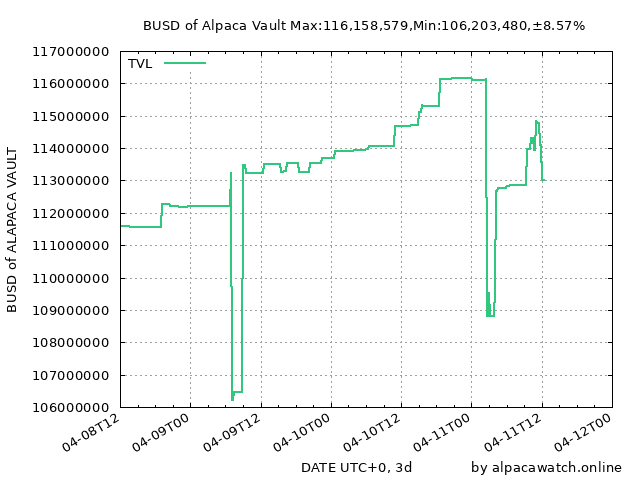 BUSD of Alpaca Vault Max:116,158,579,Min:106,203,480,±8.57%
BUSD of ALAPACA VAULT
TVL
117000000
116000000
115000000
114000000
113000000
112000000
111000000
110000000
109000000
108000000
107000000
106000000
04-08T12
04-09T00
04-09T12
04-10T00
04-10T12
04-11T00
04-11T12
04-12T00
DATE UTC+0, 3d
by alpacawatch.online